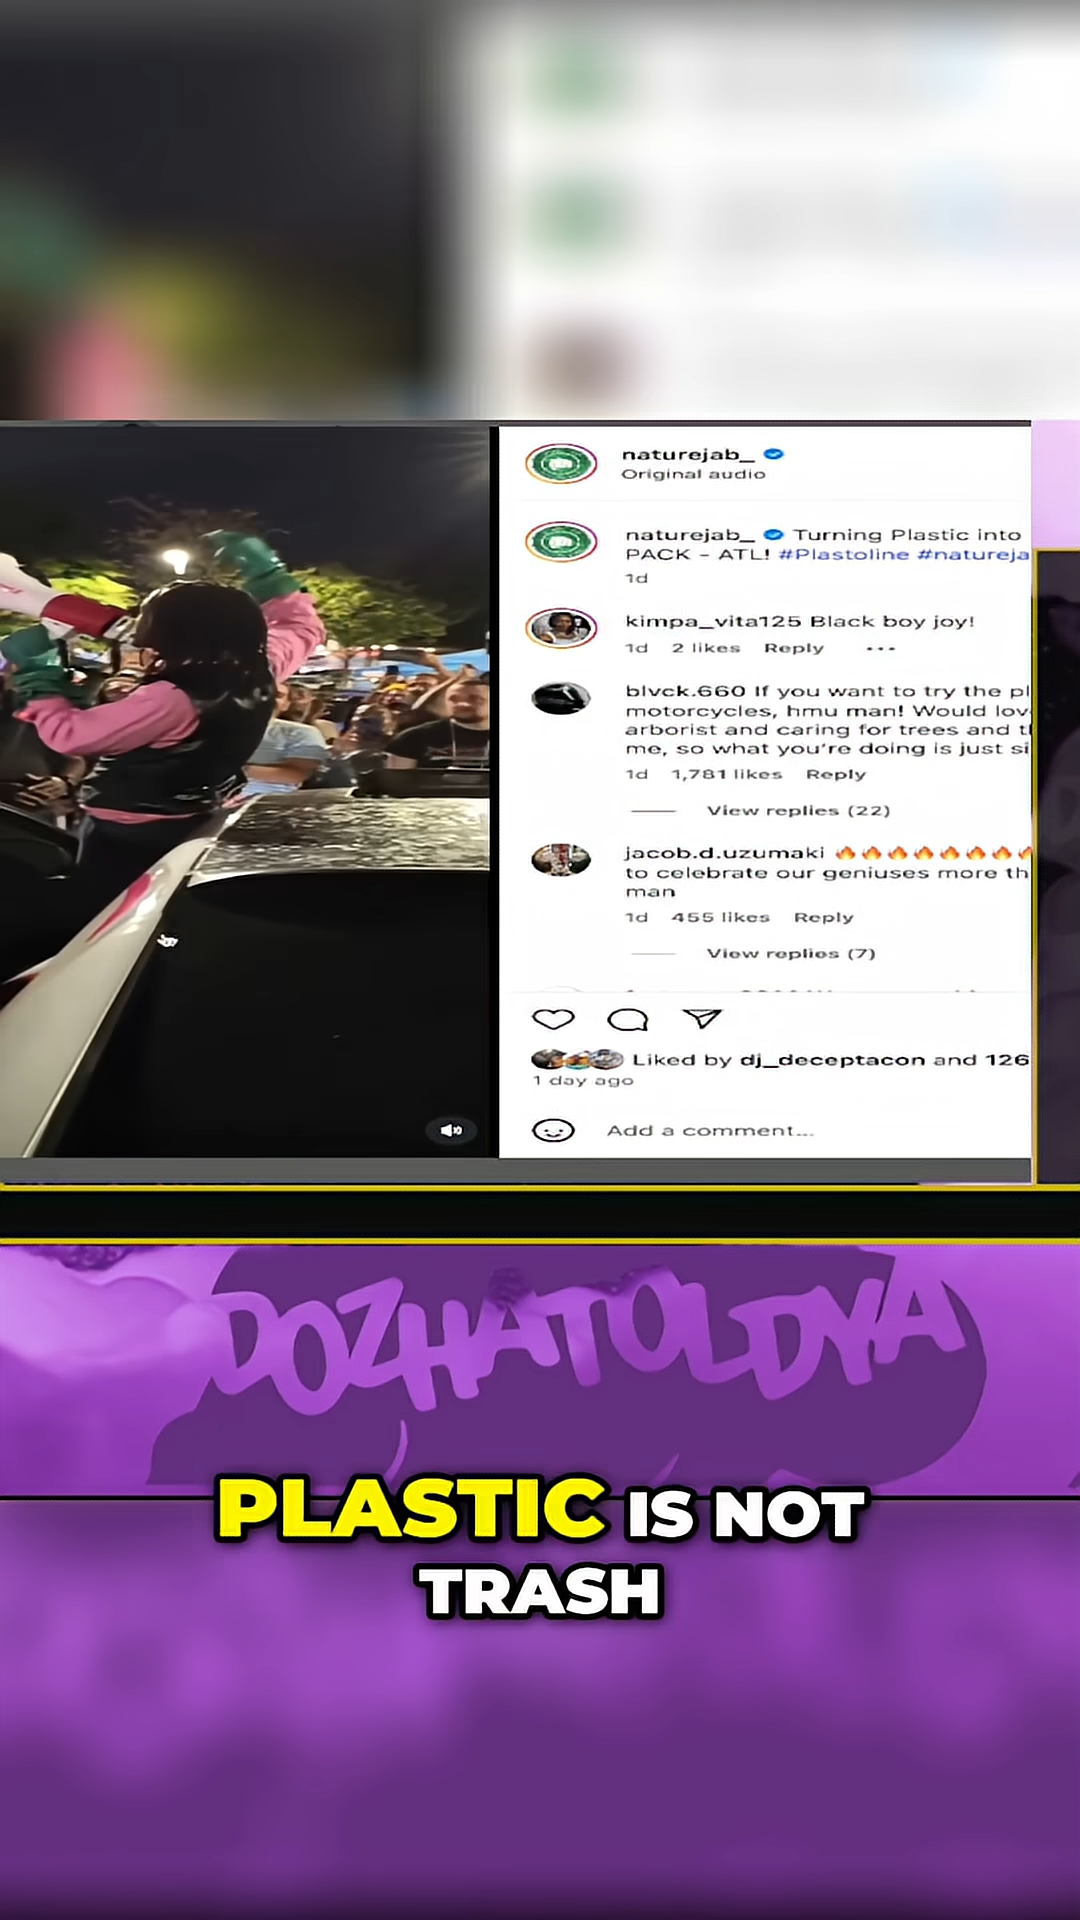 naturejab_
Original audio
naturejab_ Turning Plastic into
PACK - ATL! #Plastoline #natureja
1d
kimpa_vita125 Black boy joy!
1d 2 likes Reply ...
blvck.660 If you want to try the pl
motorcycles, hmu man! Would lov
arborist and caring for trees and t
me, so what you're doing is just si
1d 1,781 likes Reply
View replies (22)
jacob.d.uzumaki 🔥🔥🔥🔥🔥🔥🔥🔥
to celebrate our geniuses more th
man
1d 455 likes Reply
View replies (7)
Liked by dj_deceptacon and 126
1 day ago
Add a comment...
DOZHATOLDYA
PLASTIC IS NOT
TRASH